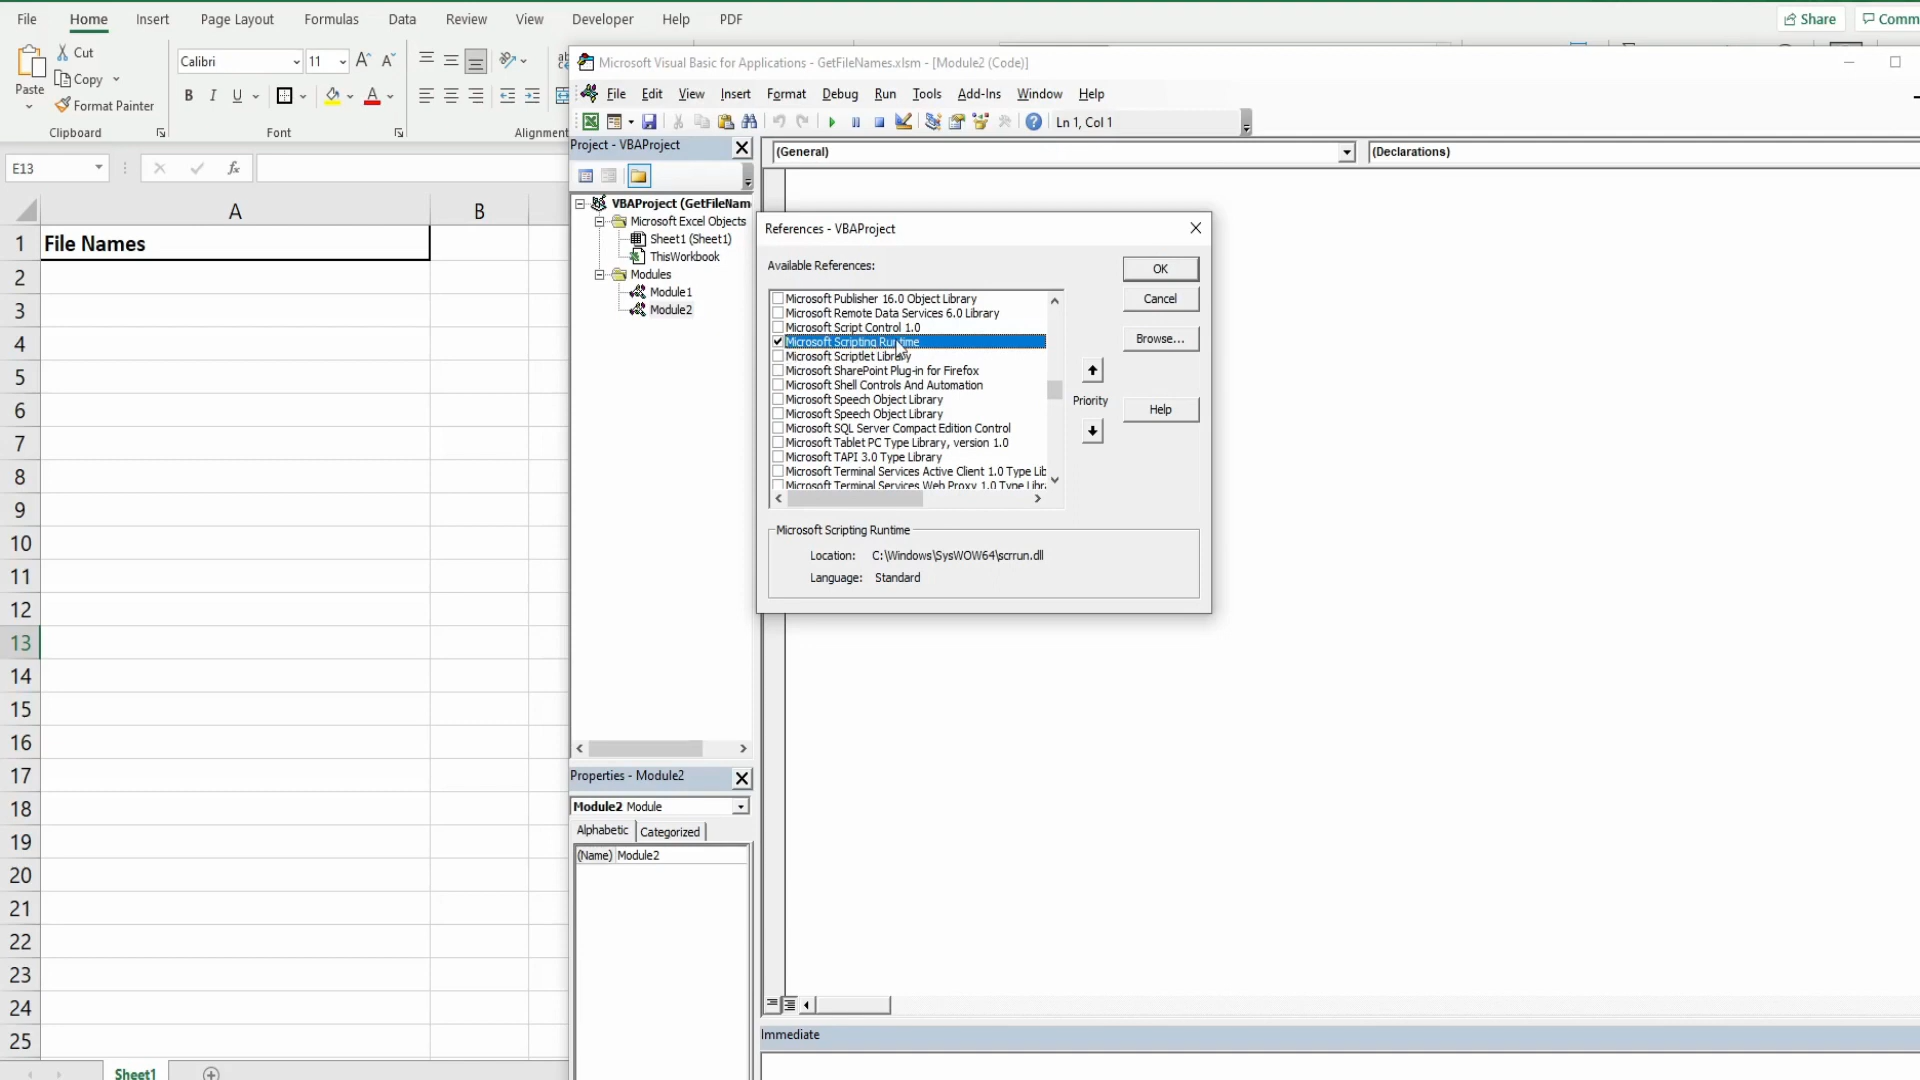 File Home Insert Page Layout Formulas Data Review View Developer Help PDF Share Comm
Cut
Copy
Paste
Format Painter
Calibri 11
B I U A
Clipboard Font Alignment
E13 fx
A B
1 File Names
2
3
4
5
6
7
8
9
10
11
12
13
14
15
16
17
18
19
20
21
22
23
24
25
Sheet1
Microsoft Visual Basic for Applications - GetFileNames.xlsm - [Module2 (Code)]
File Edit View Insert Format Debug Run Tools Add-Ins Window Help
Ln 1, Col 1
Project - VBAProject
(General) (Declarations)
VBAProject (GetFileNam
Microsoft Excel Objects
Sheet1 (Sheet1)
ThisWorkbook
Modules
Module1
Module2
References - VBAProject
Available References:
Microsoft Publisher 16.0 Object Library
Microsoft Remote Data Services 6.0 Library
Microsoft Script Control 1.0
Microsoft Scripting Runtime
Microsoft Scriptlet Library
Microsoft SharePoint Plug-in for Firefox
Microsoft Shell Controls And Automation
Microsoft Speech Object Library
Microsoft Speech Object Library
Microsoft SQL Server Compact Edition Control
Microsoft Tablet PC Type Library, version 1.0
Microsoft TAPI 3.0 Type Library
Microsoft Terminal Services Active Client 1.0 Type Lib
Microsoft Terminal Services Web Proxy 1.0 Type Libr
OK
Cancel
Browse...
Priority
Help
Microsoft Scripting Runtime
Location: C:\Windows\SysWOW64\scrrun.dll
Language: Standard
Properties - Module2
Module2 Module
Alphabetic Categorized
(Name) Module2
Immediate